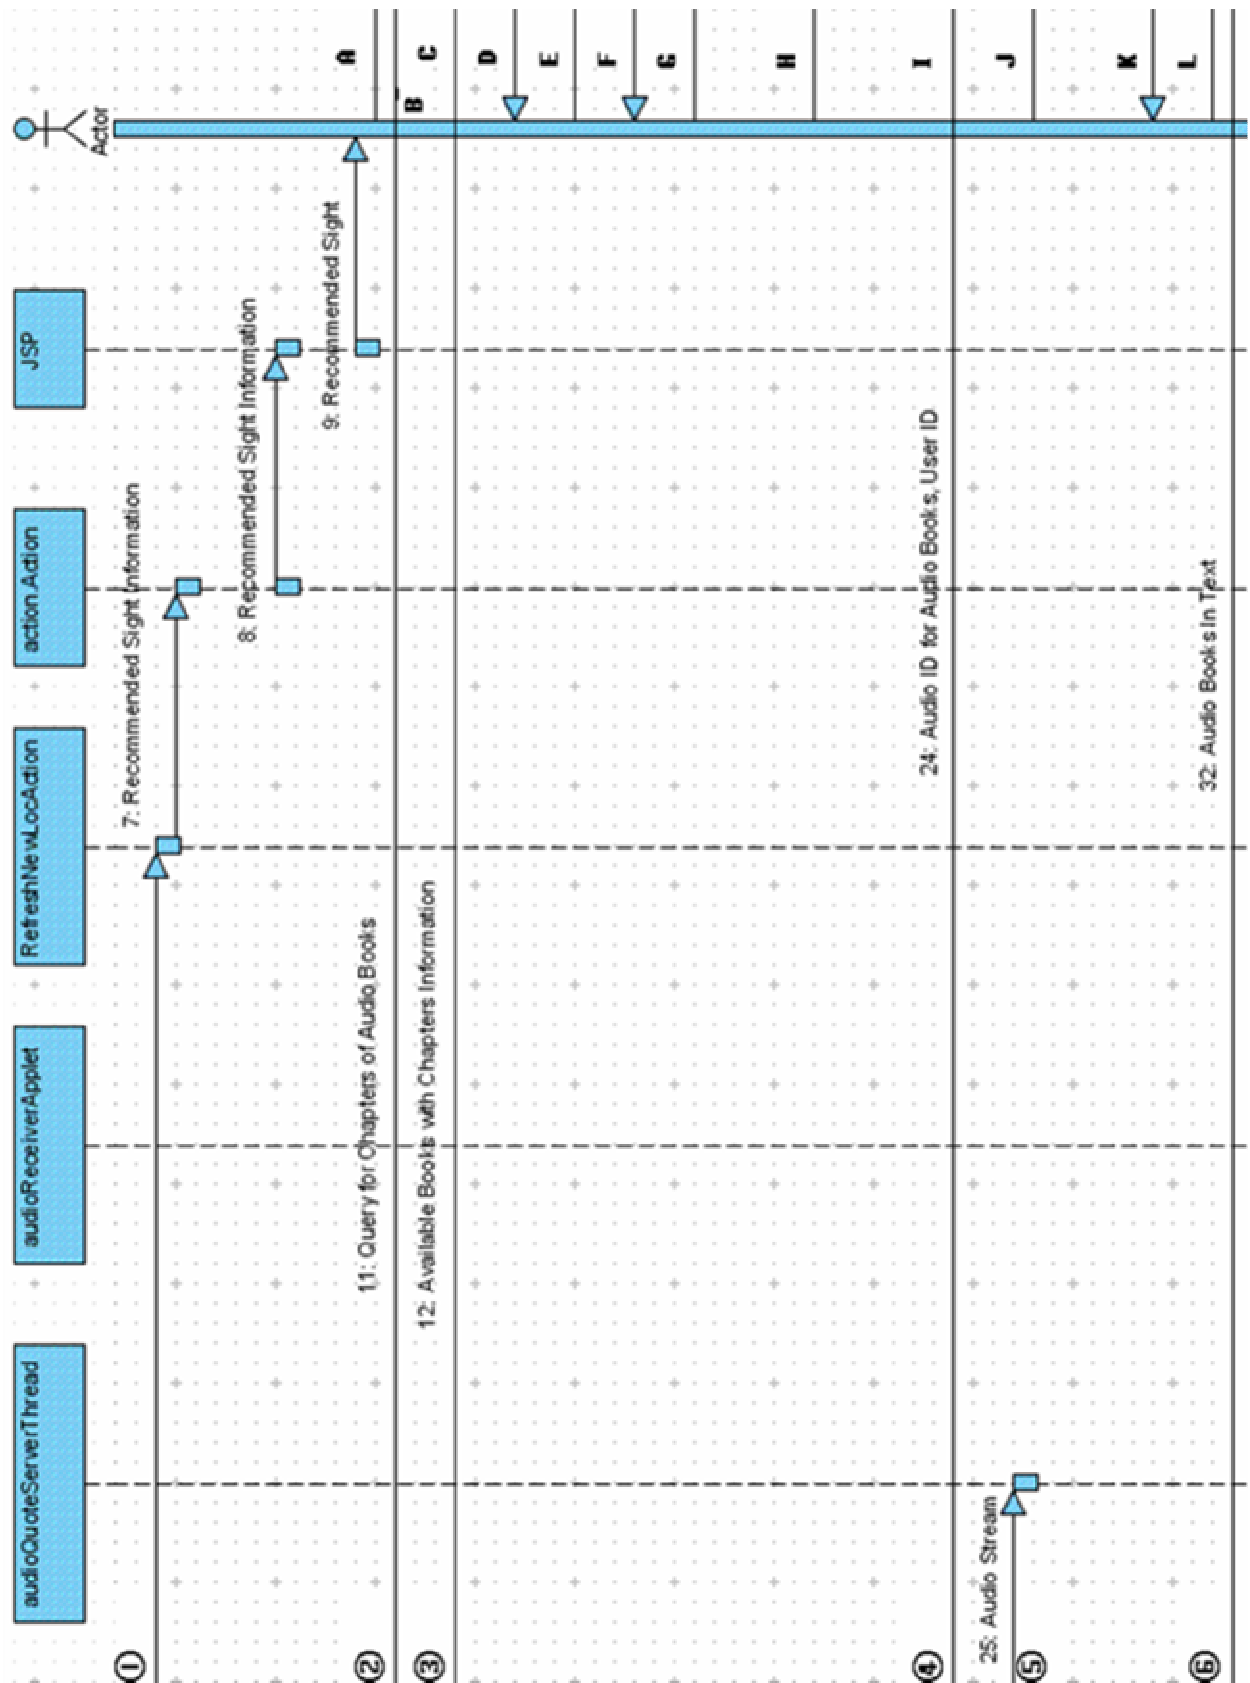 audioQuoteServerThread
audioReceiverApplet
RefreshNewLocAction
action.Action
JSP
Actor
①
7: Recommended Sight Information
8: Recommended Sight Information
9: Recommended Sight
A
②
11: Query for Chapters of Audio Books
B
③
12: Available Books with Chapters Information
C
D
E
F
G
H
④
24: Audio ID for Audio Books, User ID
I
25: Audio Stream
J
⑤
K
⑥
32: Audio Books In Text
L